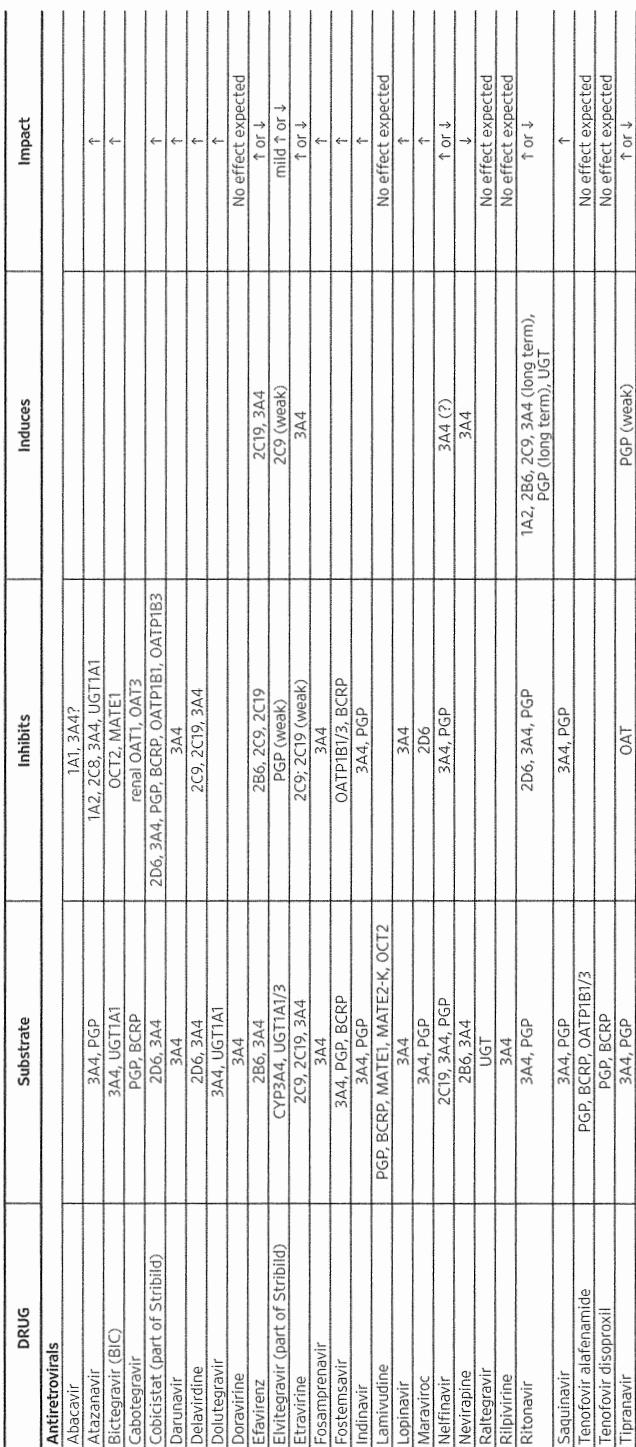 DRUG Substrate Inhibits Induces Impact
Antiretrovirals
Abacavir 1A1, 3A4?
Atazanavir 3A4, PGP 1A2, 2C8, 3A4, UGT1A1 ↑
Bictegravir (BIC) 3A4, UGT1A1 OCT2, MATE1 ↑
Cabotegravir PGP, BCRP renal OAT1, OAT3
Cobicistat (part of Stribild) 2D6, 3A4 2D6, 3A4, PGP, BCRP, OATP1B1, OATP1B3 ↑
Darunavir 3A4 3A4 ↑
Delavirdine 2D6, 3A4 2C9, 2C19, 3A4 ↑
Dolutegravir 3A4, UGT1A1 ↑
Doravirine 3A4 No effect expected
Efavirenz 2B6, 3A4 2B6, 2C9, 2C19 2C19, 3A4 ↑ or ↓
Elvitegravir (part of Stribild) CYP3A4, UGT1A1/3 PGP (weak) 2C9 (weak) mild ↑ or ↓
Etravirine 2C9, 2C19, 3A4 2C9; 2C19 (weak) 3A4 ↑ or ↓
Fosamprenavir 3A4 3A4 ↑
Fostemsavir 3A4, PGP, BCRP OATP1B1/3, BCRP ↑
Indinavir 3A4, PGP 3A4, PGP ↑
Lamivudine PGP, BCRP, MATE1, MATE2-K, OCT2 No effect expected
Lopinavir 3A4 3A4 ↑
Maraviroc 3A4, PGP 2D6 ↑
Nelfinavir 2C19, 3A4, PGP 3A4, PGP 3A4 (?) ↑ or ↓
Nevirapine 2B6, 3A4 3A4 ↓
Raltegravir UGT No effect expected
Rilpivirine 3A4 No effect expected
Ritonavir 3A4, PGP 2D6, 3A4, PGP 1A2, 2B6, 2C9, 3A4 (long term), ↑ or ↓
PGP (long term), UGT
Saquinavir 3A4, PGP 3A4, PGP ↑
Tenofovir alafenamide PGP, BCRP, OATP1B1/3 No effect expected
Tenofovir disoproxil PGP, BCRP No effect expected
Tipranavir 3A4, PGP OAT PGP (weak) ↑